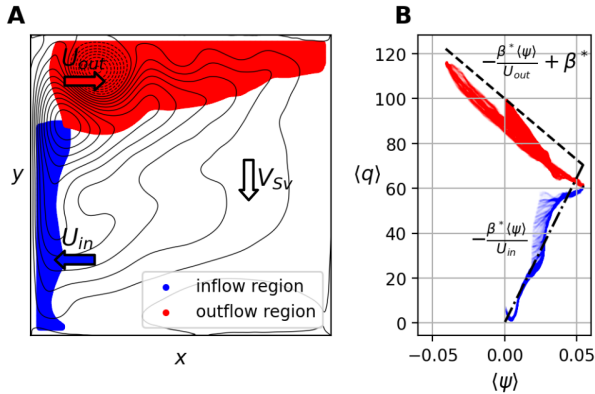 A
U_out
y
V_Sv
U_in
inflow region
outflow region
x
B
−β*⟨ψ⟩/U_out + β*
120
100
80
⟨q⟩
60
−β*⟨ψ⟩/U_in
40
20
0
−0.05 0.00 0.05
⟨ψ⟩